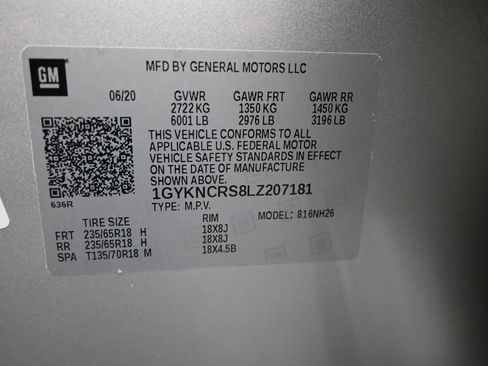 GM
MFD BY GENERAL MOTORS LLC
06/20 GVWR GAWR FRT GAWR RR
2722 KG 1350 KG 1450 KG
6001 LB 2976 LB 3196 LB
THIS VEHICLE CONFORMS TO ALL
APPLICABLE U.S. FEDERAL MOTOR
VEHICLE SAFETY STANDARDS IN EFFECT
ON THE DATE OF MANUFACTURE
SHOWN ABOVE.
636R
1GYKNCRS8LZ207181
TYPE: M.P.V. MODEL: 816NH26
TIRE SIZE RIM
FRT 235/65R18 H 18X8J
RR 235/65R18 H 18X8J
SPA T135/70R18 M 18X4.5B